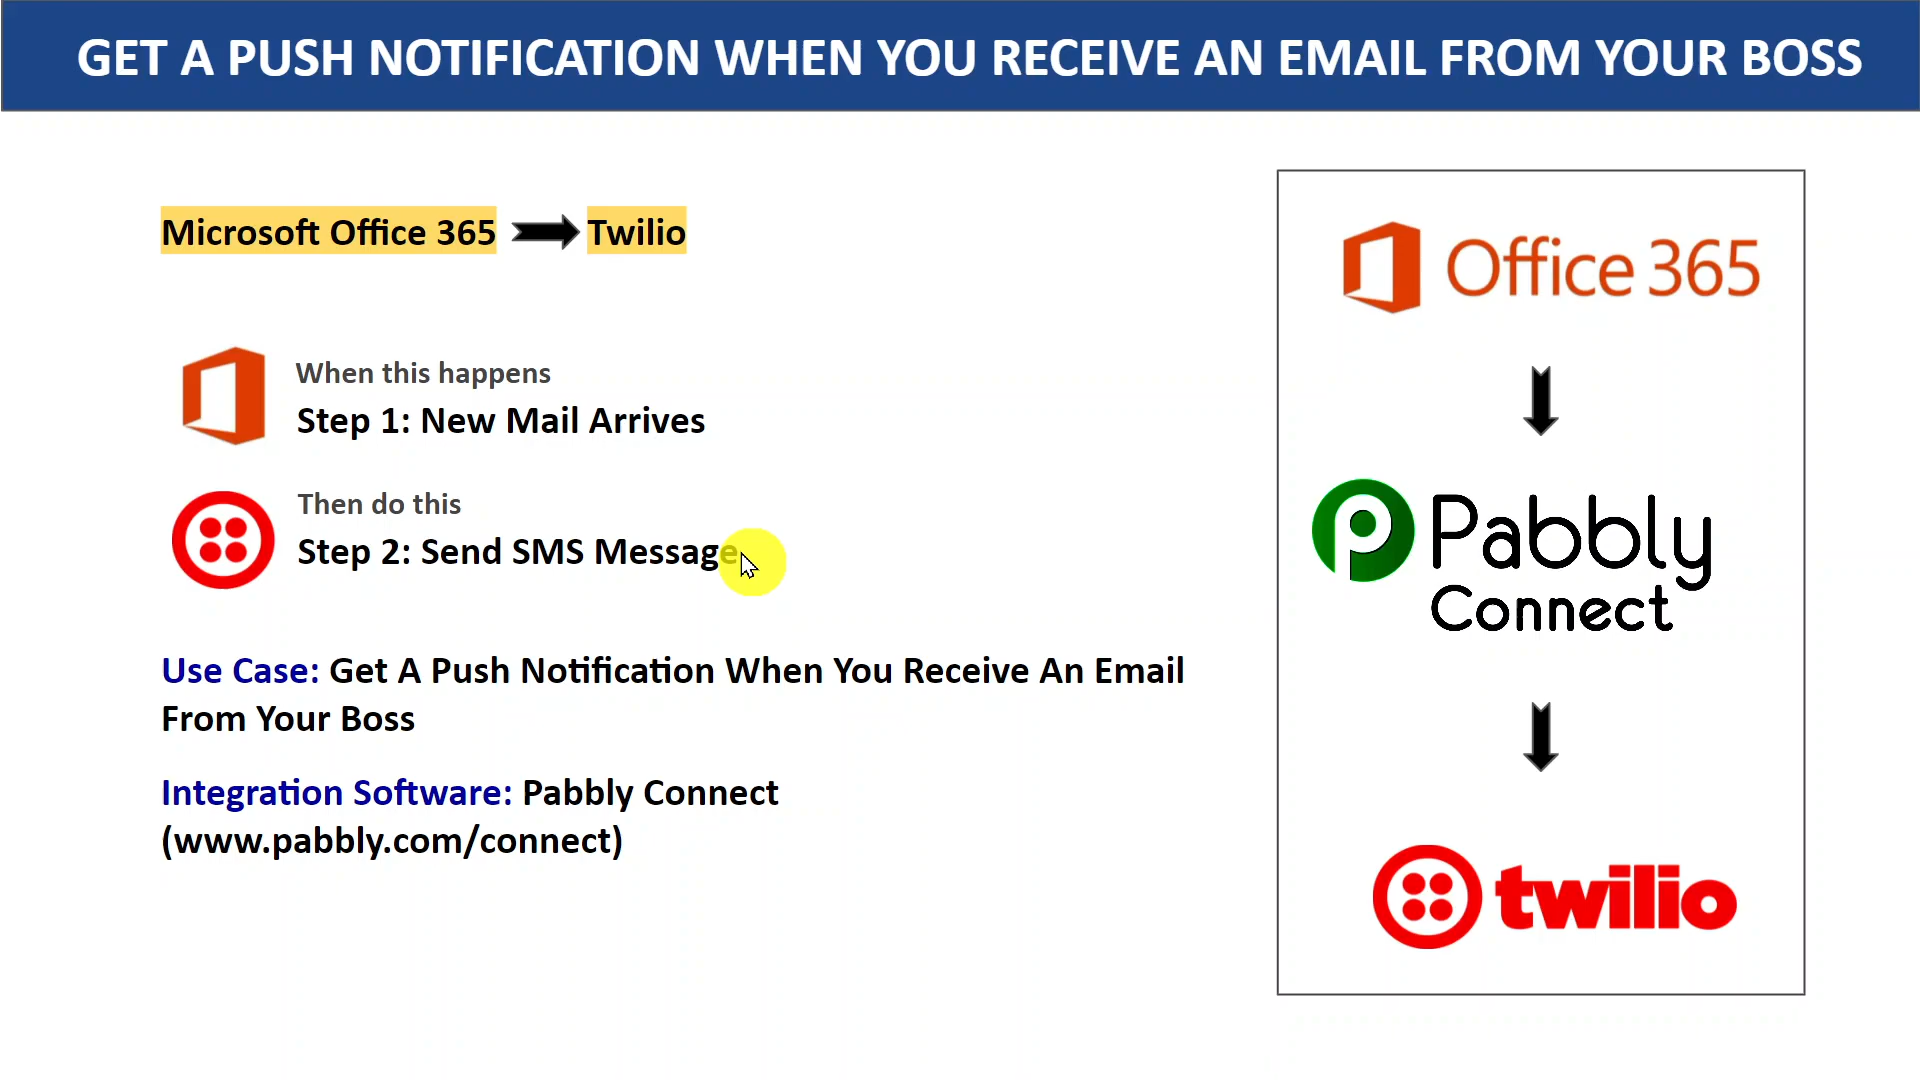 GET A PUSH NOTIFICATION WHEN YOU RECEIVE AN EMAIL FROM YOUR BOSS
Microsoft Office 365 Twilio
When this happens
Step 1: New Mail Arrives
Then do this
Step 2: Send SMS Message
Use Case: Get A Push Notification When You Receive An Email
From Your Boss
Integration Software: Pabbly Connect
(www.pabbly.com/connect)
Office 365
Pabbly
Connect
twilio